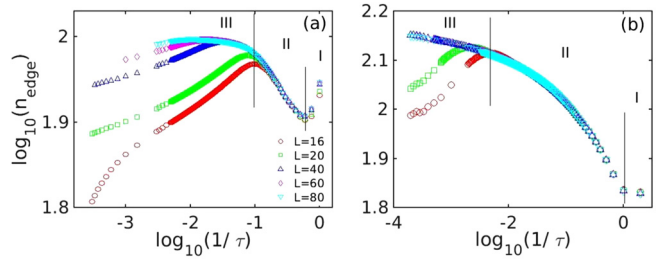 III (a)
II
I
2
1.9
1.8
log10(nedge)
-3 -2 -1 0
log10(1/ τ)
L=16
L=20
L=40
L=60
L=80
III (b)
II
I
2.2
2.1
2
1.9
1.8
-4 -2 0
log10(1/ τ)